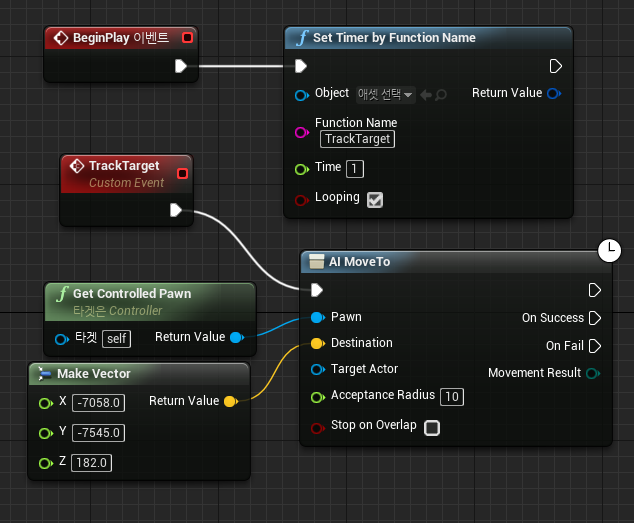 BeginPlay 이벤트
Set Timer by Function Name
Object 애셋 선택 Return Value
Function Name
TrackTarget
Time 1
Looping
TrackTarget
Custom Event
AI MoveTo
Get Controlled Pawn
타겟은 Controller
타겟 self Return Value
Pawn
On Success
Destination
On Fail
Target Actor
Movement Result
Acceptance Radius 10
Stop on Overlap
Make Vector
X -7058.0 Return Value
Y -7545.0
Z 182.0